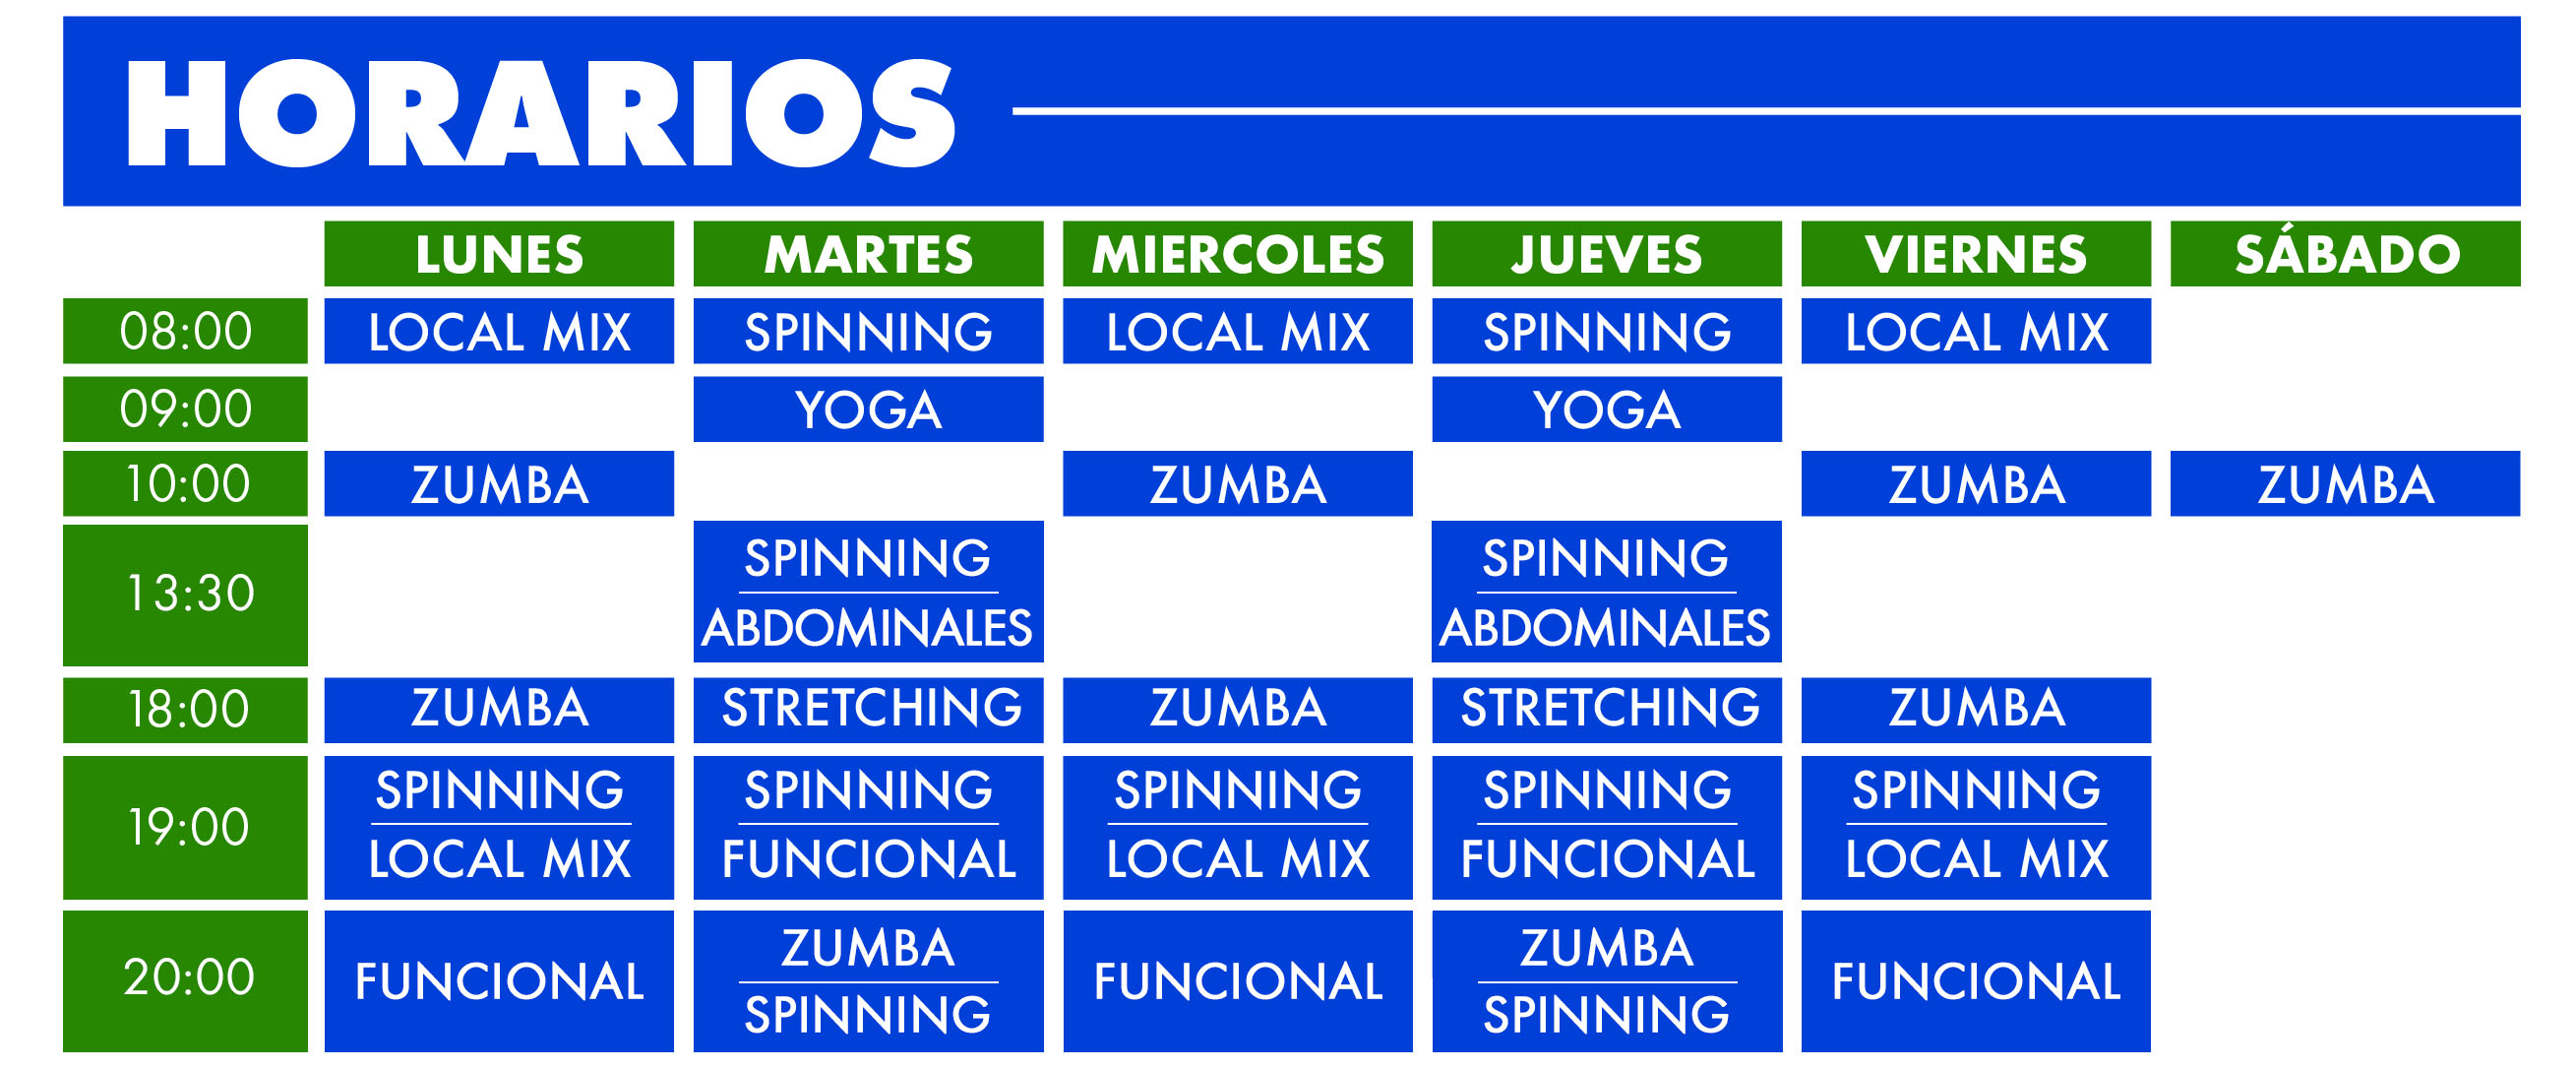 HORARIOS
LUNES MARTES MIERCOLES JUEVES VIERNES SÁBADO
08:00 LOCAL MIX SPINNING LOCAL MIX SPINNING LOCAL MIX
09:00 YOGA YOGA
10:00 ZUMBA ZUMBA ZUMBA ZUMBA
SPINNING SPINNING
13:30
ABDOMINALES ABDOMINALES
18:00 ZUMBA STRETCHING ZUMBA STRETCHING ZUMBA
SPINNING SPINNING SPINNING SPINNING SPINNING
19:00
LOCAL MIX FUNCIONAL LOCAL MIX FUNCIONAL LOCAL MIX
ZUMBA ZUMBA
20:00 FUNCIONAL FUNCIONAL FUNCIONAL
SPINNING SPINNING